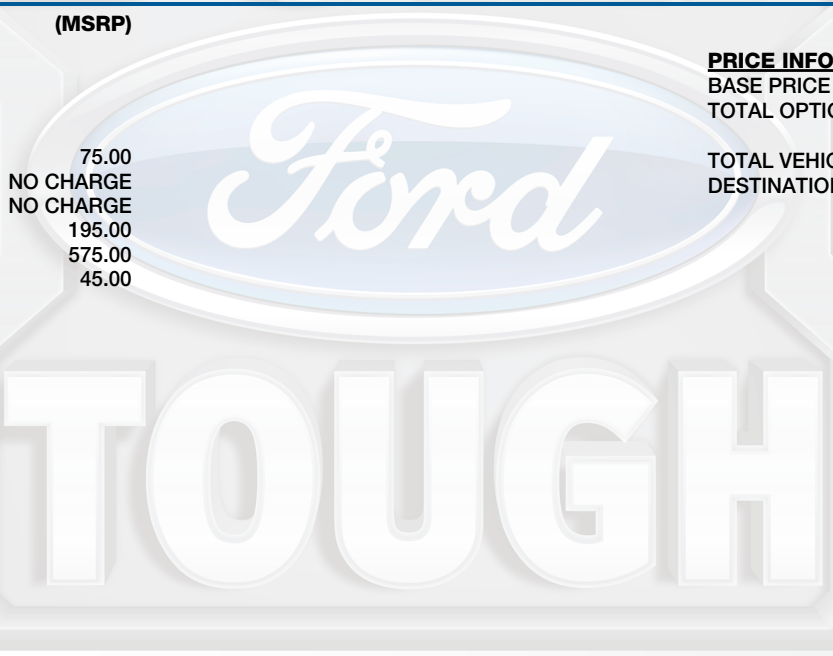 (MSRP)
PRICE INFO
BASE PRICE
TOTAL OPTIO
75.00
TOTAL VEHIC
NO CHARGE
DESTINATION
NO CHARGE
195.00
575.00
45.00
Ford
TOUGH